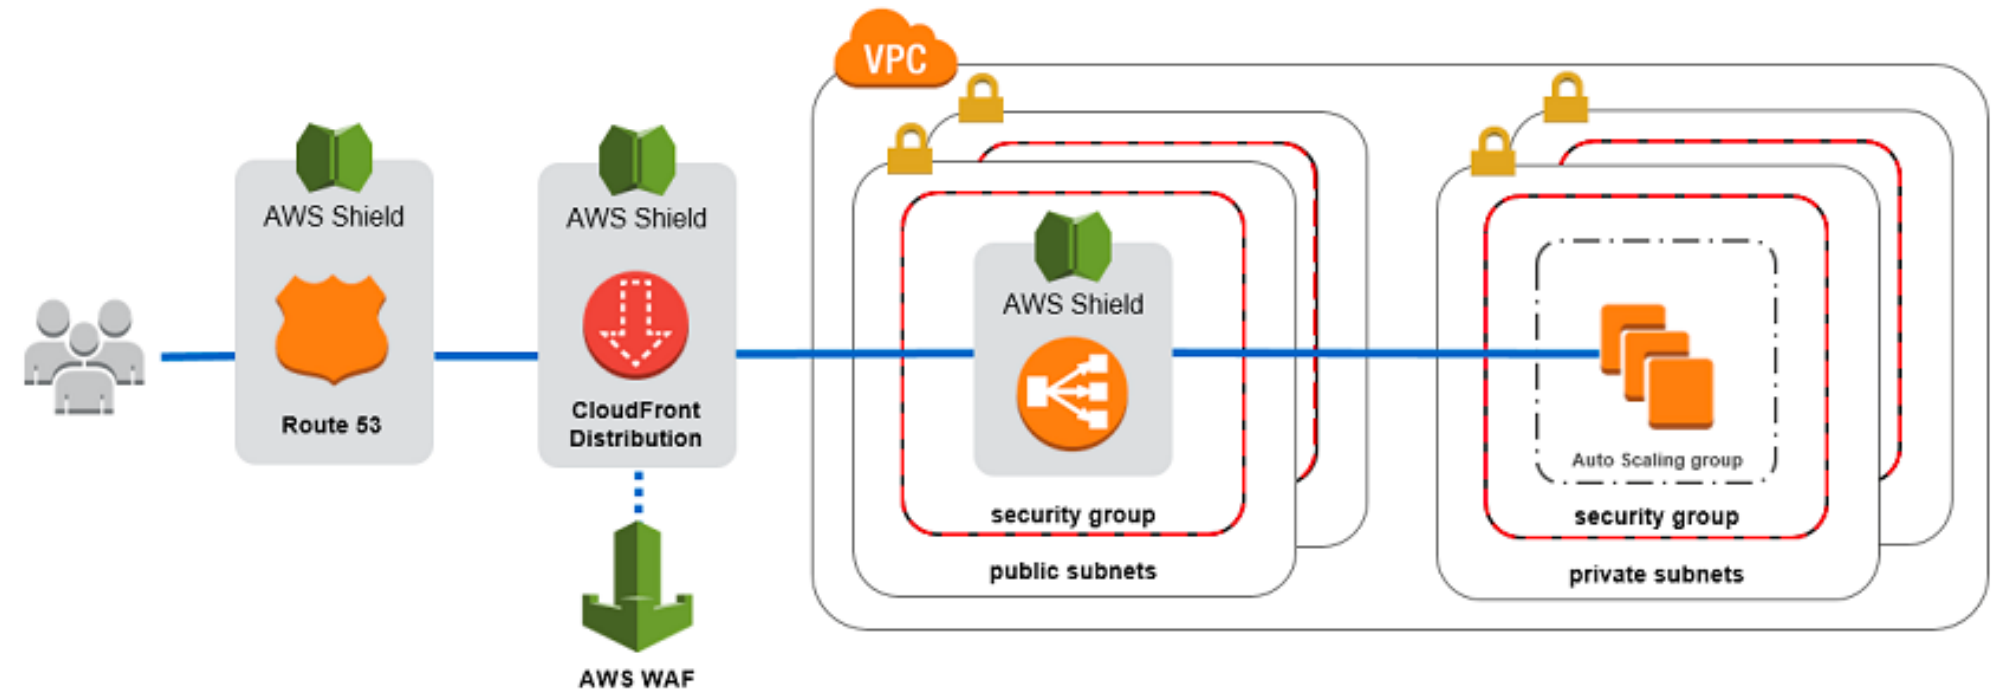 VPC
AWS Shield
Route 53
AWS Shield
CloudFront
Distribution
AWS WAF
AWS Shield
security group
public subnets
Auto Scaling group
security group
private subnets